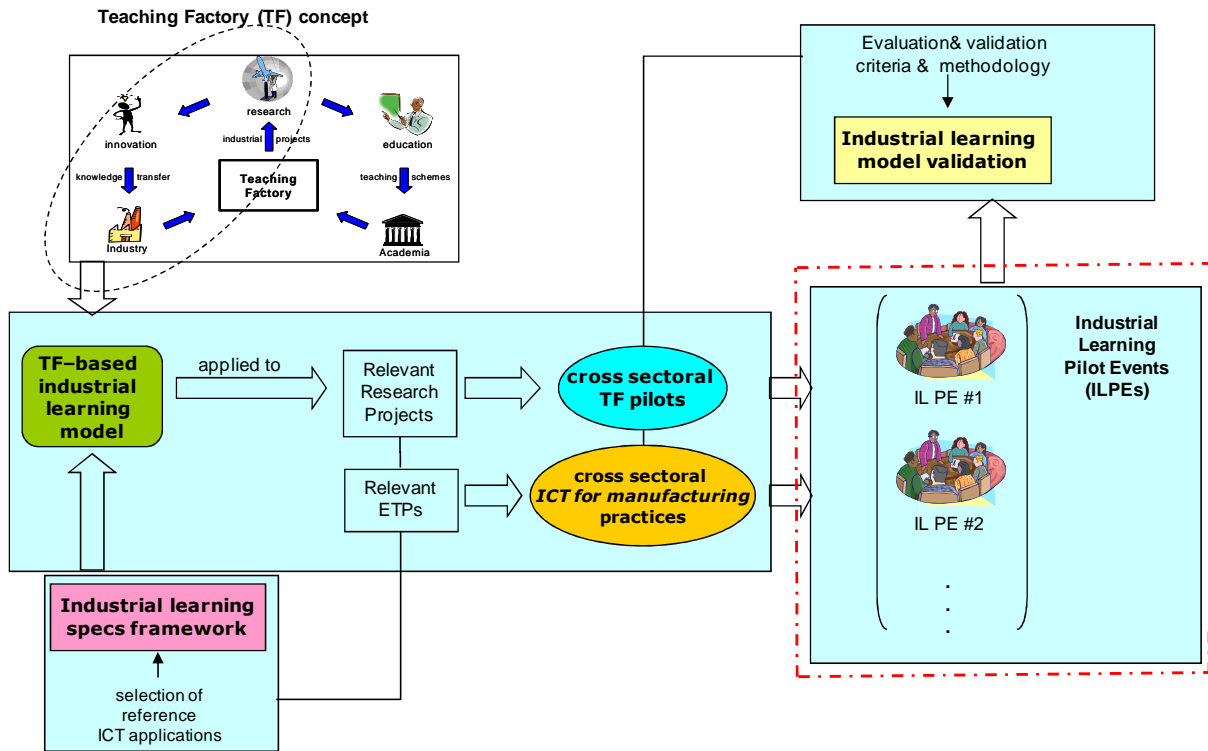 Teaching Factory (TF) concept
research
innovation
industrial projects
education
knowledge transfer
Teaching
Factory
teaching schemes
Industry
Academia
Evaluation& validation
criteria & methodology
Industrial learning
model validation
TF–based
industrial
learning
model
applied to
Relevant
Research
Projects
cross sectoral
TF pilots
Relevant
ETPs
cross sectoral
ICT for manufacturing
practices
Industrial
Learning
Pilot Events
(ILPEs)
IL PE #1
IL PE #2
.
.
.
Industrial learning
specs framework
selection of
reference
ICT applications